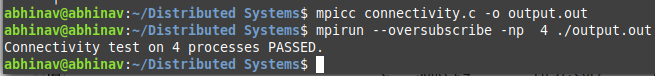 abhinav@abhinav:~/Distributed Systems$ mpicc connectivity.c -o output.out
abhinav@abhinav:~/Distributed Systems$ mpirun --oversubscribe -np  4 ./output.out
Connectivity test on 4 processes PASSED.
abhinav@abhinav:~/Distributed Systems$